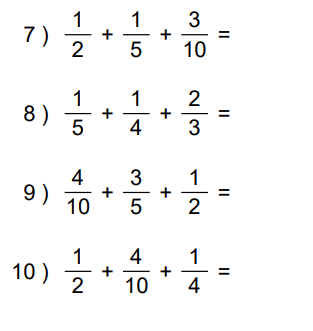 7 ) 1/2 + 1/5 + 3/10 =
8 ) 1/5 + 1/4 + 2/3 =
9 ) 4/10 + 3/5 + 1/2 =
10 ) 1/2 + 4/10 + 1/4 =